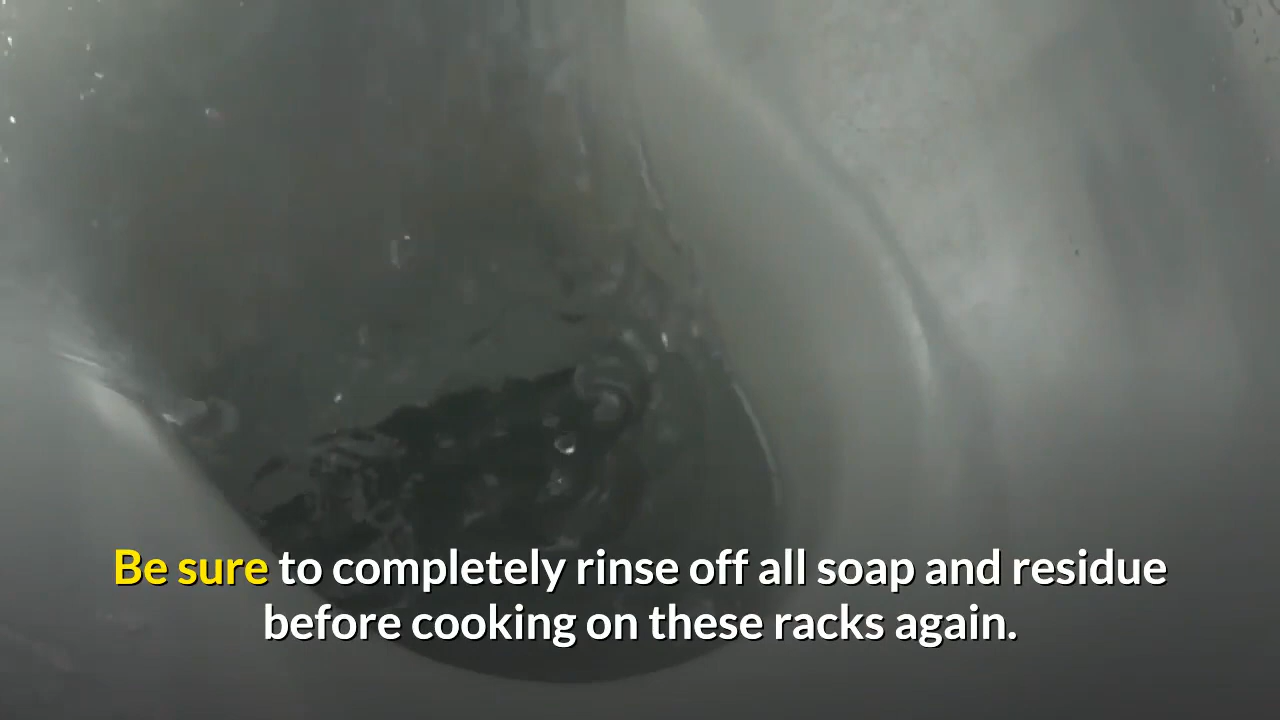 Be sure to completely rinse off all soap and residue
before cooking on these racks again.